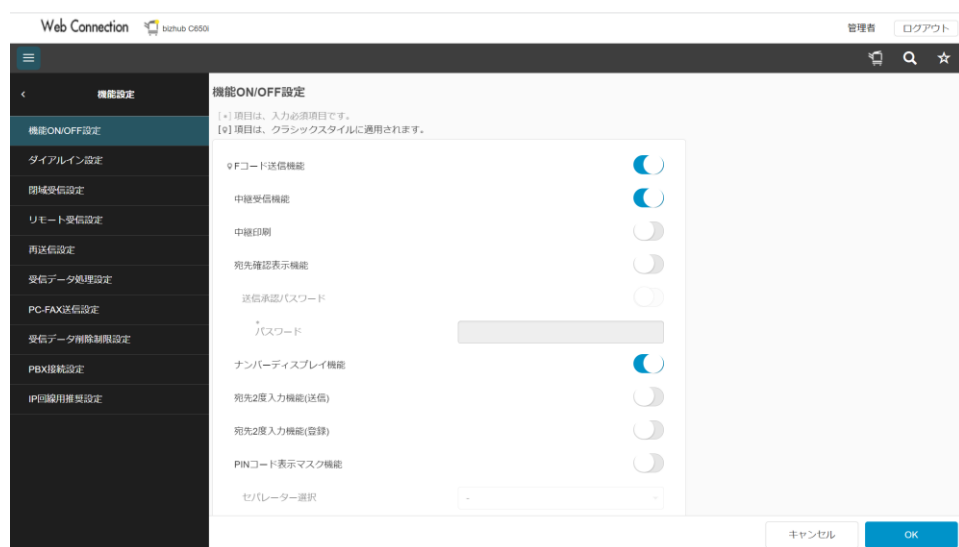 Web Connection bizhub C650i 管理者 ログアウト
機能設定
機能ON/OFF設定
ダイアルイン設定
閉域受信設定
リモート受信設定
再送信設定
受信データ処理設定
PC-FAX送信設定
受信データ削除制限設定
PBX接続設定
IP回線用推奨設定
機能ON/OFF設定
[*]項目は、入力必須項目です。
[♀]項目は、クラシックスタイルに適用されます。
♀Fコード送信機能
中継受信機能
中継印刷
宛先確認表示機能
送信承認パスワード
*パスワード
ナンバーディスプレイ機能
宛先2度入力機能(送信)
宛先2度入力機能(登録)
PINコード表示マスク機能
セパレーター選択 -
キャンセル OK